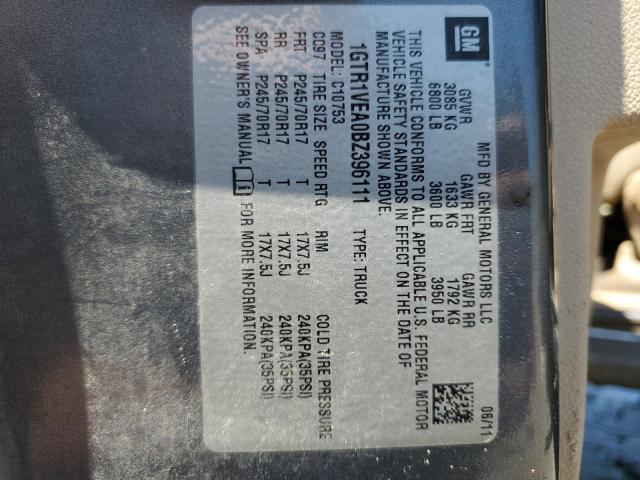 GM
MFD BY GENERAL MOTORS LLC 06/11
GVWR GAWR FRT GAWR RR
3085 KG 1633 KG 1792 KG
6800 LB 3600 LB 3950 LB
THIS VEHICLE CONFORMS TO ALL APPLICABLE U.S. FEDERAL MOTOR
VEHICLE SAFETY STANDARDS IN EFFECT ON THE DATE OF
MANUFACTURE SHOWN ABOVE.
1GTR1VEA0BZ396111 TYPE: TRUCK
MODEL: C10753
CC97 TIRE SIZE SPEED RTG RIM COLD TIRE PRESSURE
FRT P245/70R17 T 17X7.5J 240KPA(35PSI)
RR P245/70R17 T 17X7.5J 240KPA(35PSI)
SPA P245/70R17 T 17X7.5J 240KPA(35PSI)
SEE OWNER'S MANUAL FOR MORE INFORMATION.